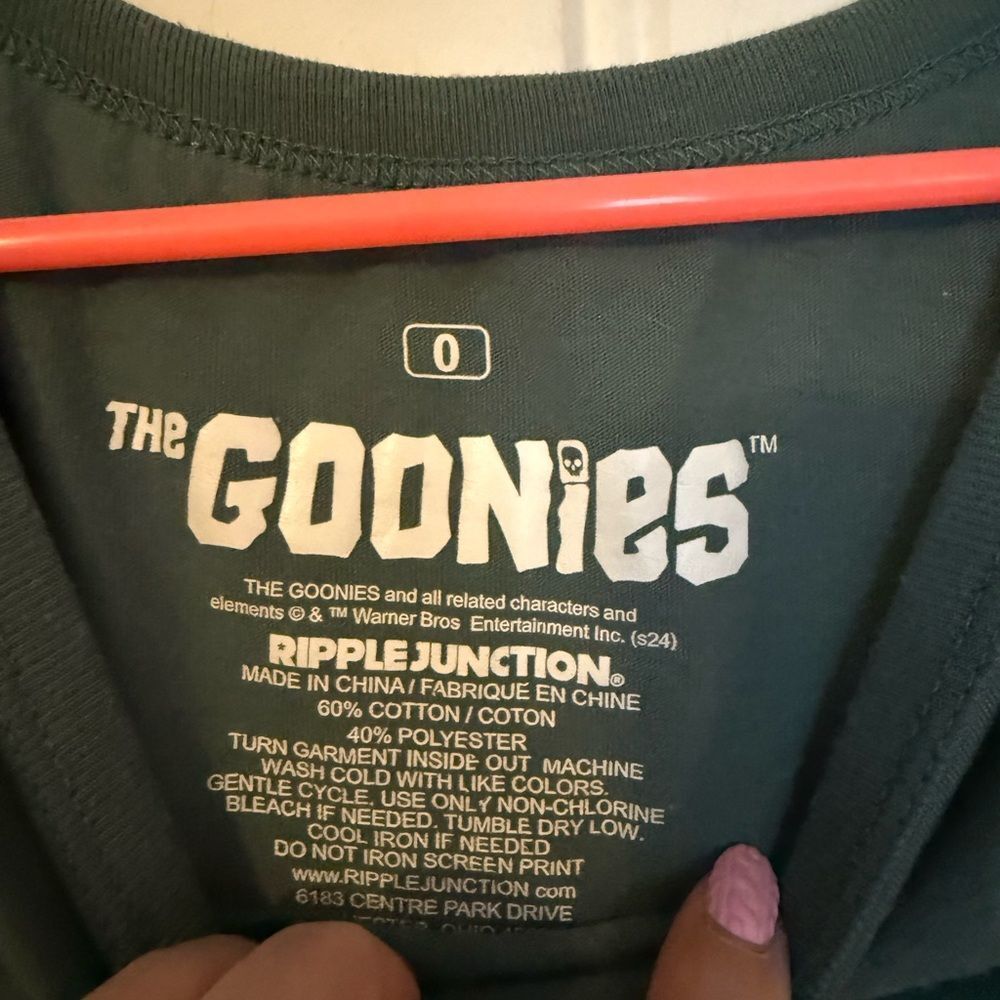 0
THE GOONIES™
THE GOONIES and all related characters and
elements © & ™ Warner Bros Entertainment Inc. (s24)
RIPPLE JUNCTION®
MADE IN CHINA / FABRIQUE EN CHINE
60% COTTON / COTON
40% POLYESTER
TURN GARMENT INSIDE OUT MACHINE
WASH COLD WITH LIKE COLORS.
GENTLE CYCLE. USE ONLY NON-CHLORINE
BLEACH IF NEEDED. TUMBLE DRY LOW.
COOL IRON IF NEEDED
DO NOT IRON SCREEN PRINT
www.RIPPLEJUNCTION com
6183 CENTRE PARK DRIVE
OHIO